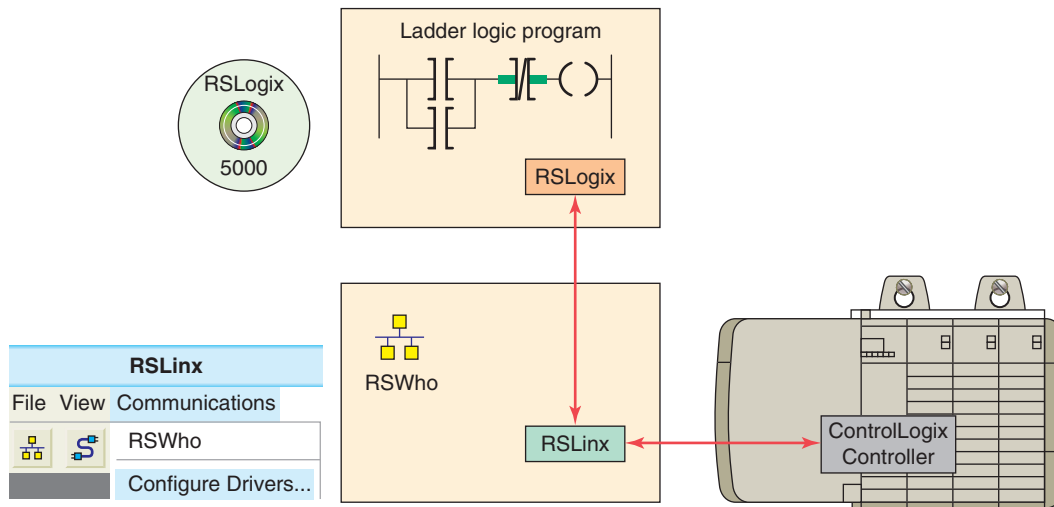 Ladder logic program
RSLogix
5000
RSLogix
RSWho
RSLinx
File View Communications
RSWho
Configure Drivers...
RSLinx
ControlLogix
Controller